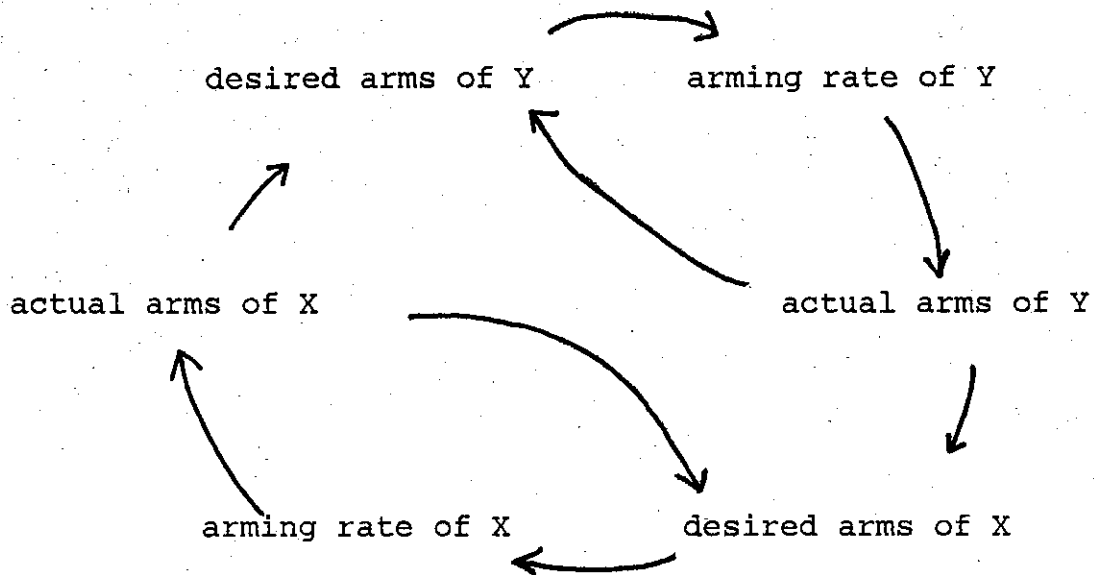 desired arms of Y
arming rate of Y
actual arms of X
actual arms of Y
arming rate of X
desired arms of X